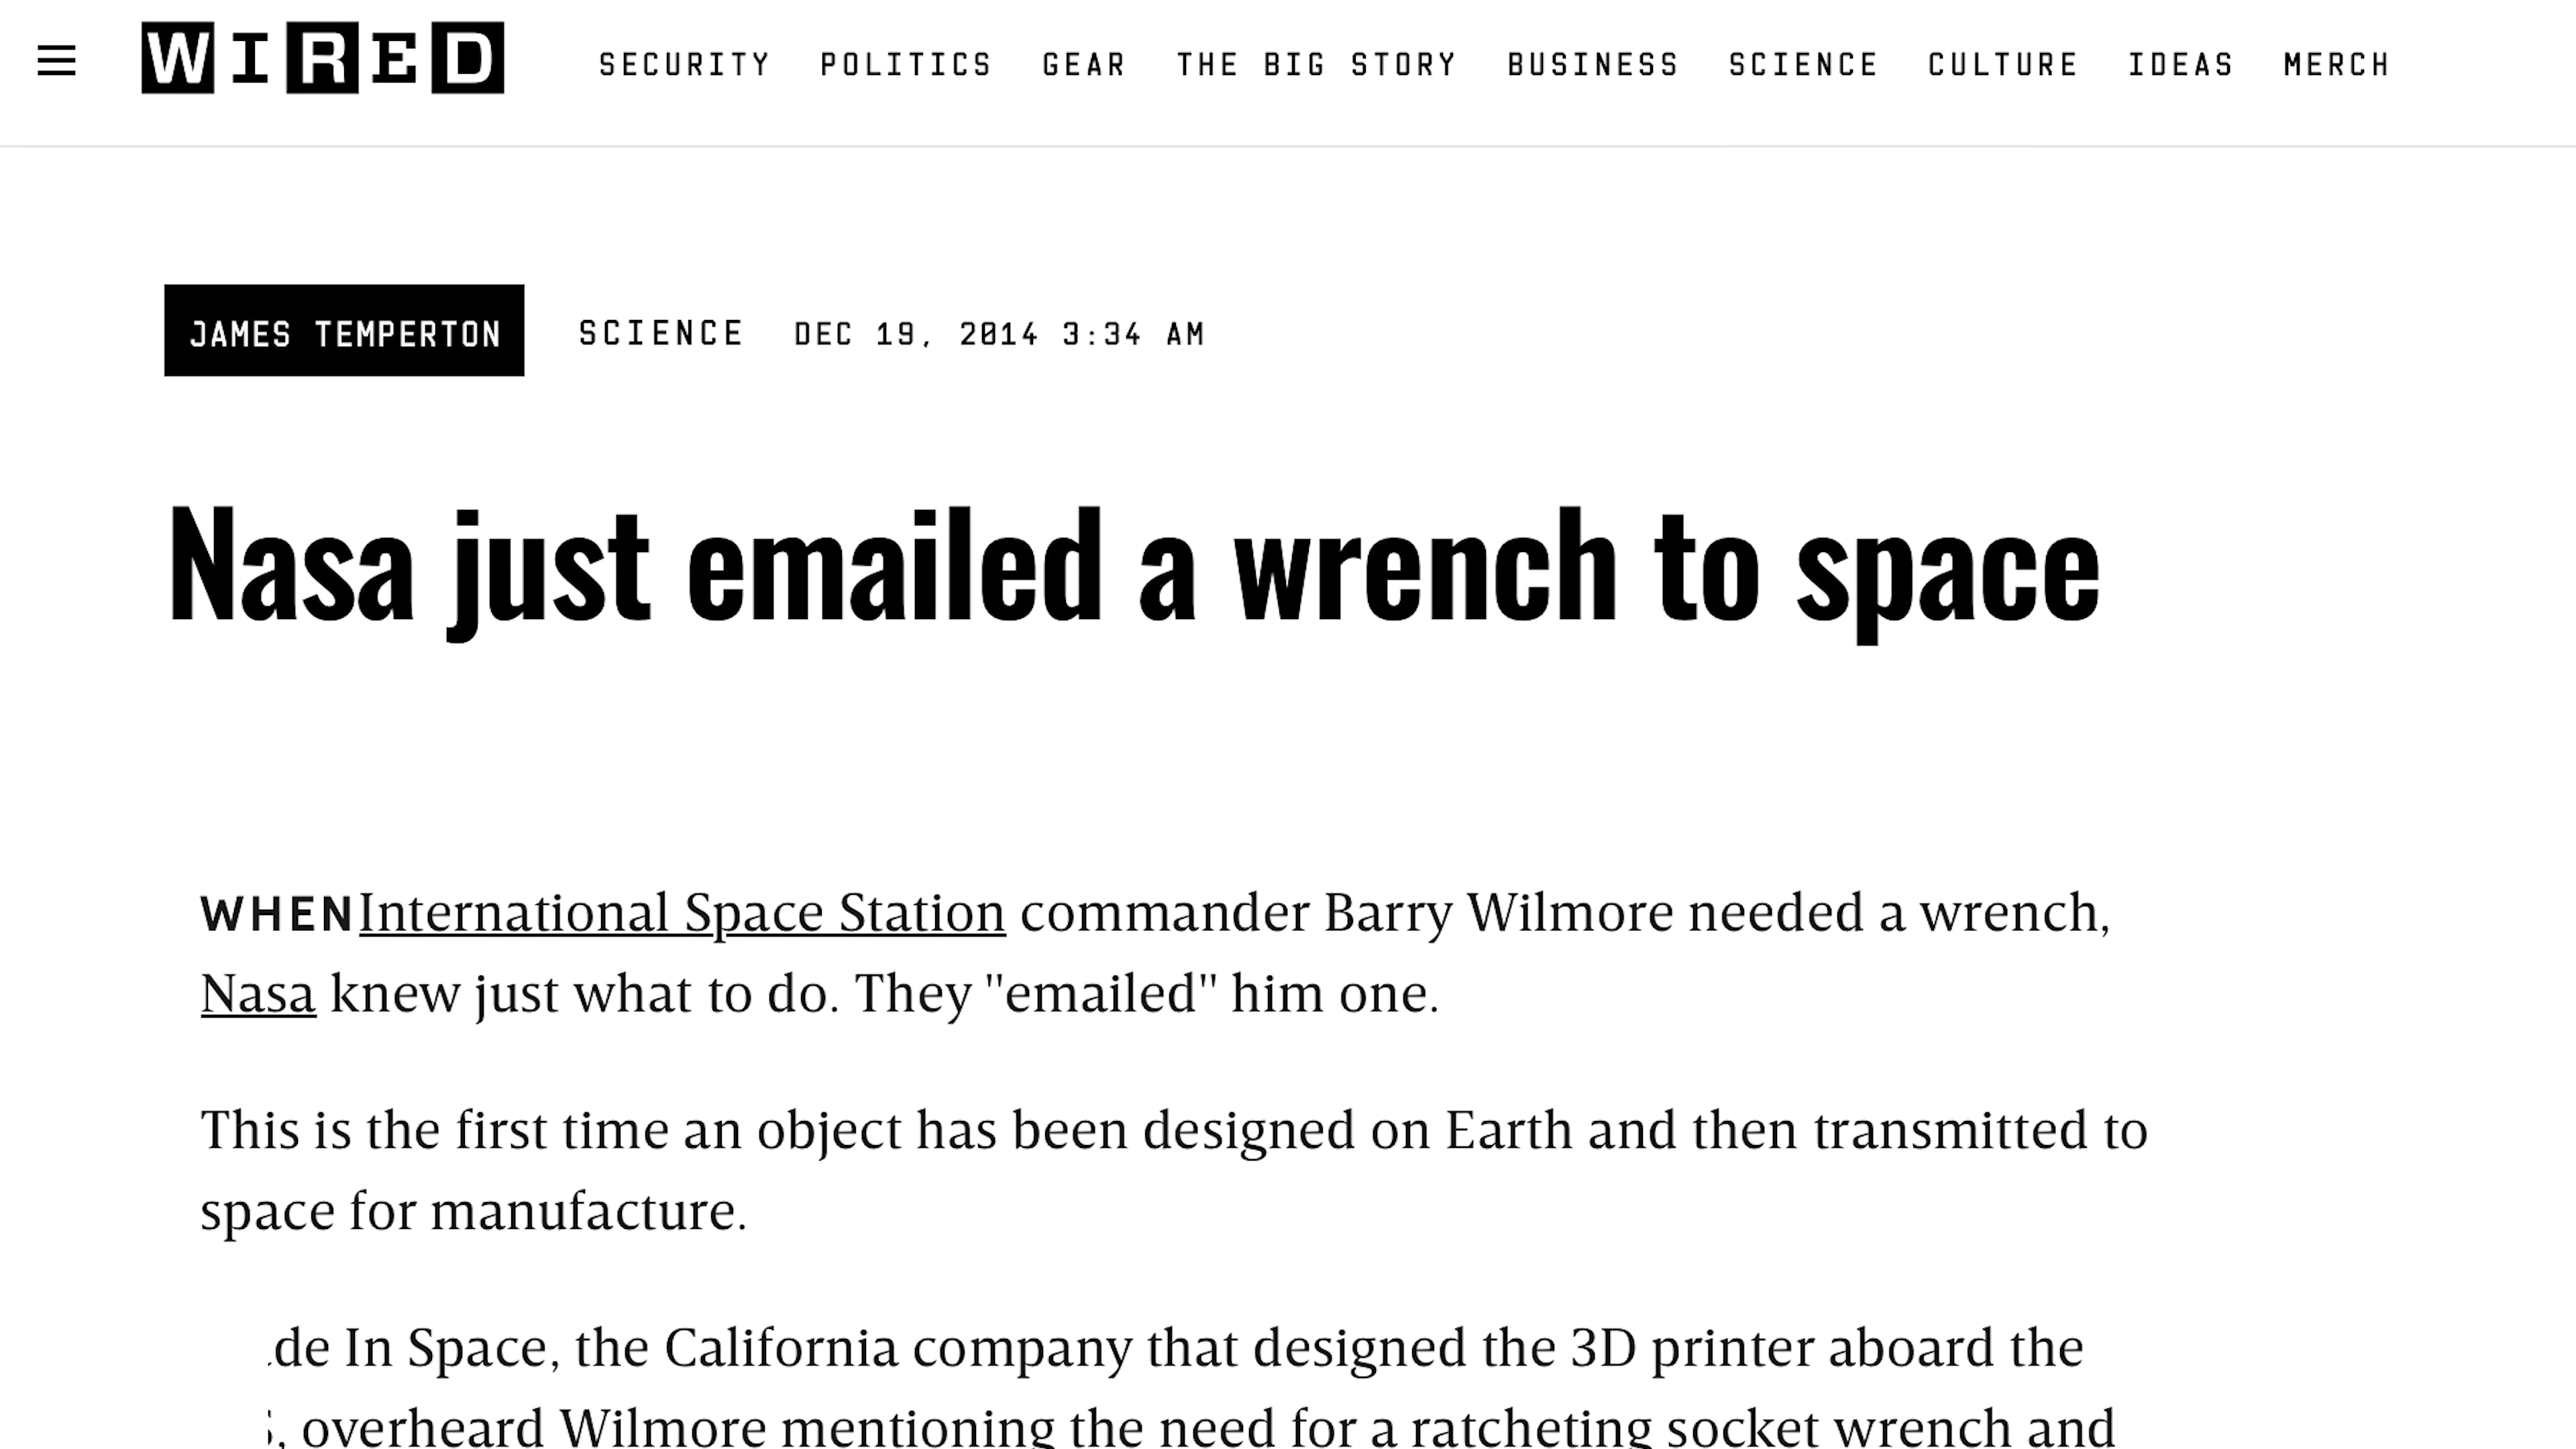 WIRED
SECURITY POLITICS GEAR THE BIG STORY BUSINESS SCIENCE CULTURE IDEAS MERCH
JAMES TEMPERTON SCIENCE DEC 19, 2014 3:34 AM
Nasa just emailed a wrench to space
WHEN International Space Station commander Barry Wilmore needed a wrench,
Nasa knew just what to do. They "emailed" him one.
This is the first time an object has been designed on Earth and then transmitted to
space for manufacture.
de In Space, the California company that designed the 3D printer aboard the
, overheard Wilmore mentioning the need for a ratcheting socket wrench and